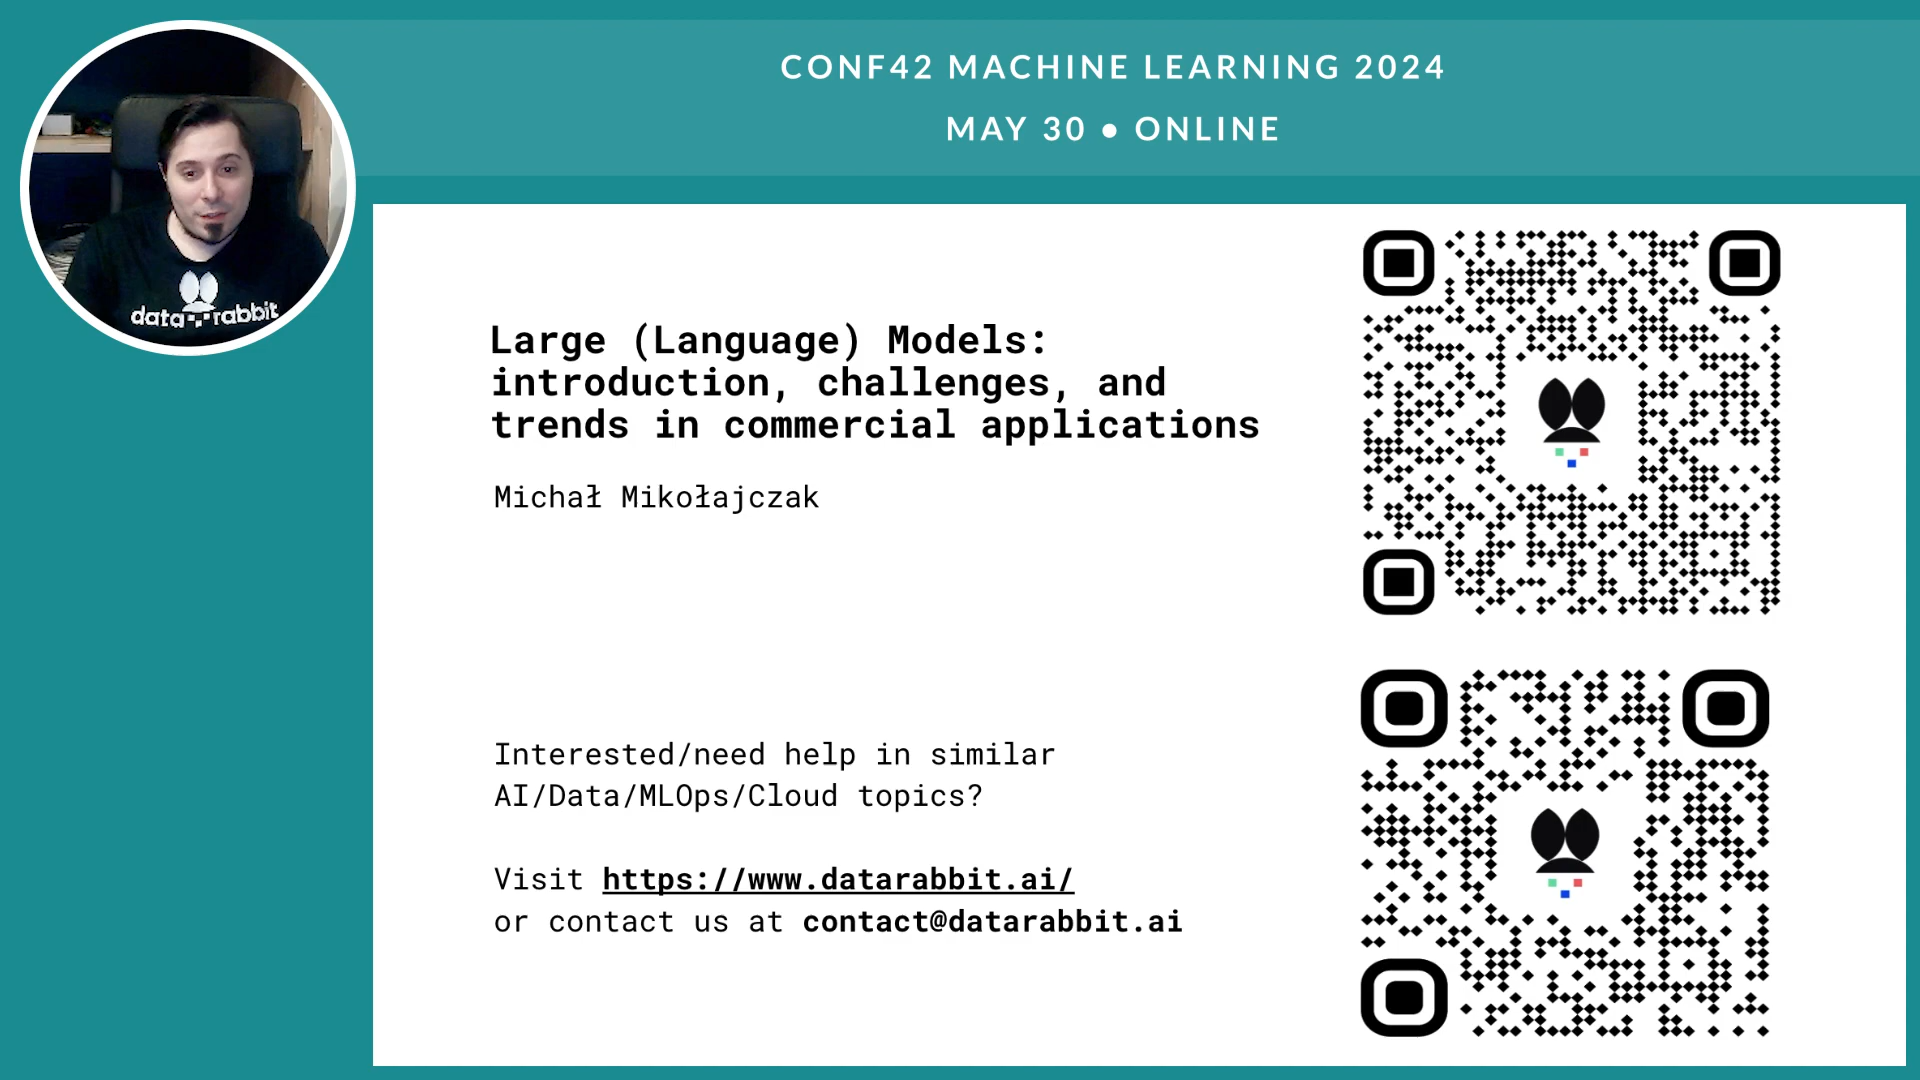 CONF42 MACHINE LEARNING 2024
MAY 30 • ONLINE
data rabbit
Large (Language) Models:
introduction, challenges, and
trends in commercial applications
Michał Mikołajczak
Interested/need help in similar
AI/Data/MLOps/Cloud topics?
Visit https://www.datarabbit.ai/
or contact us at contact@datarabbit.ai